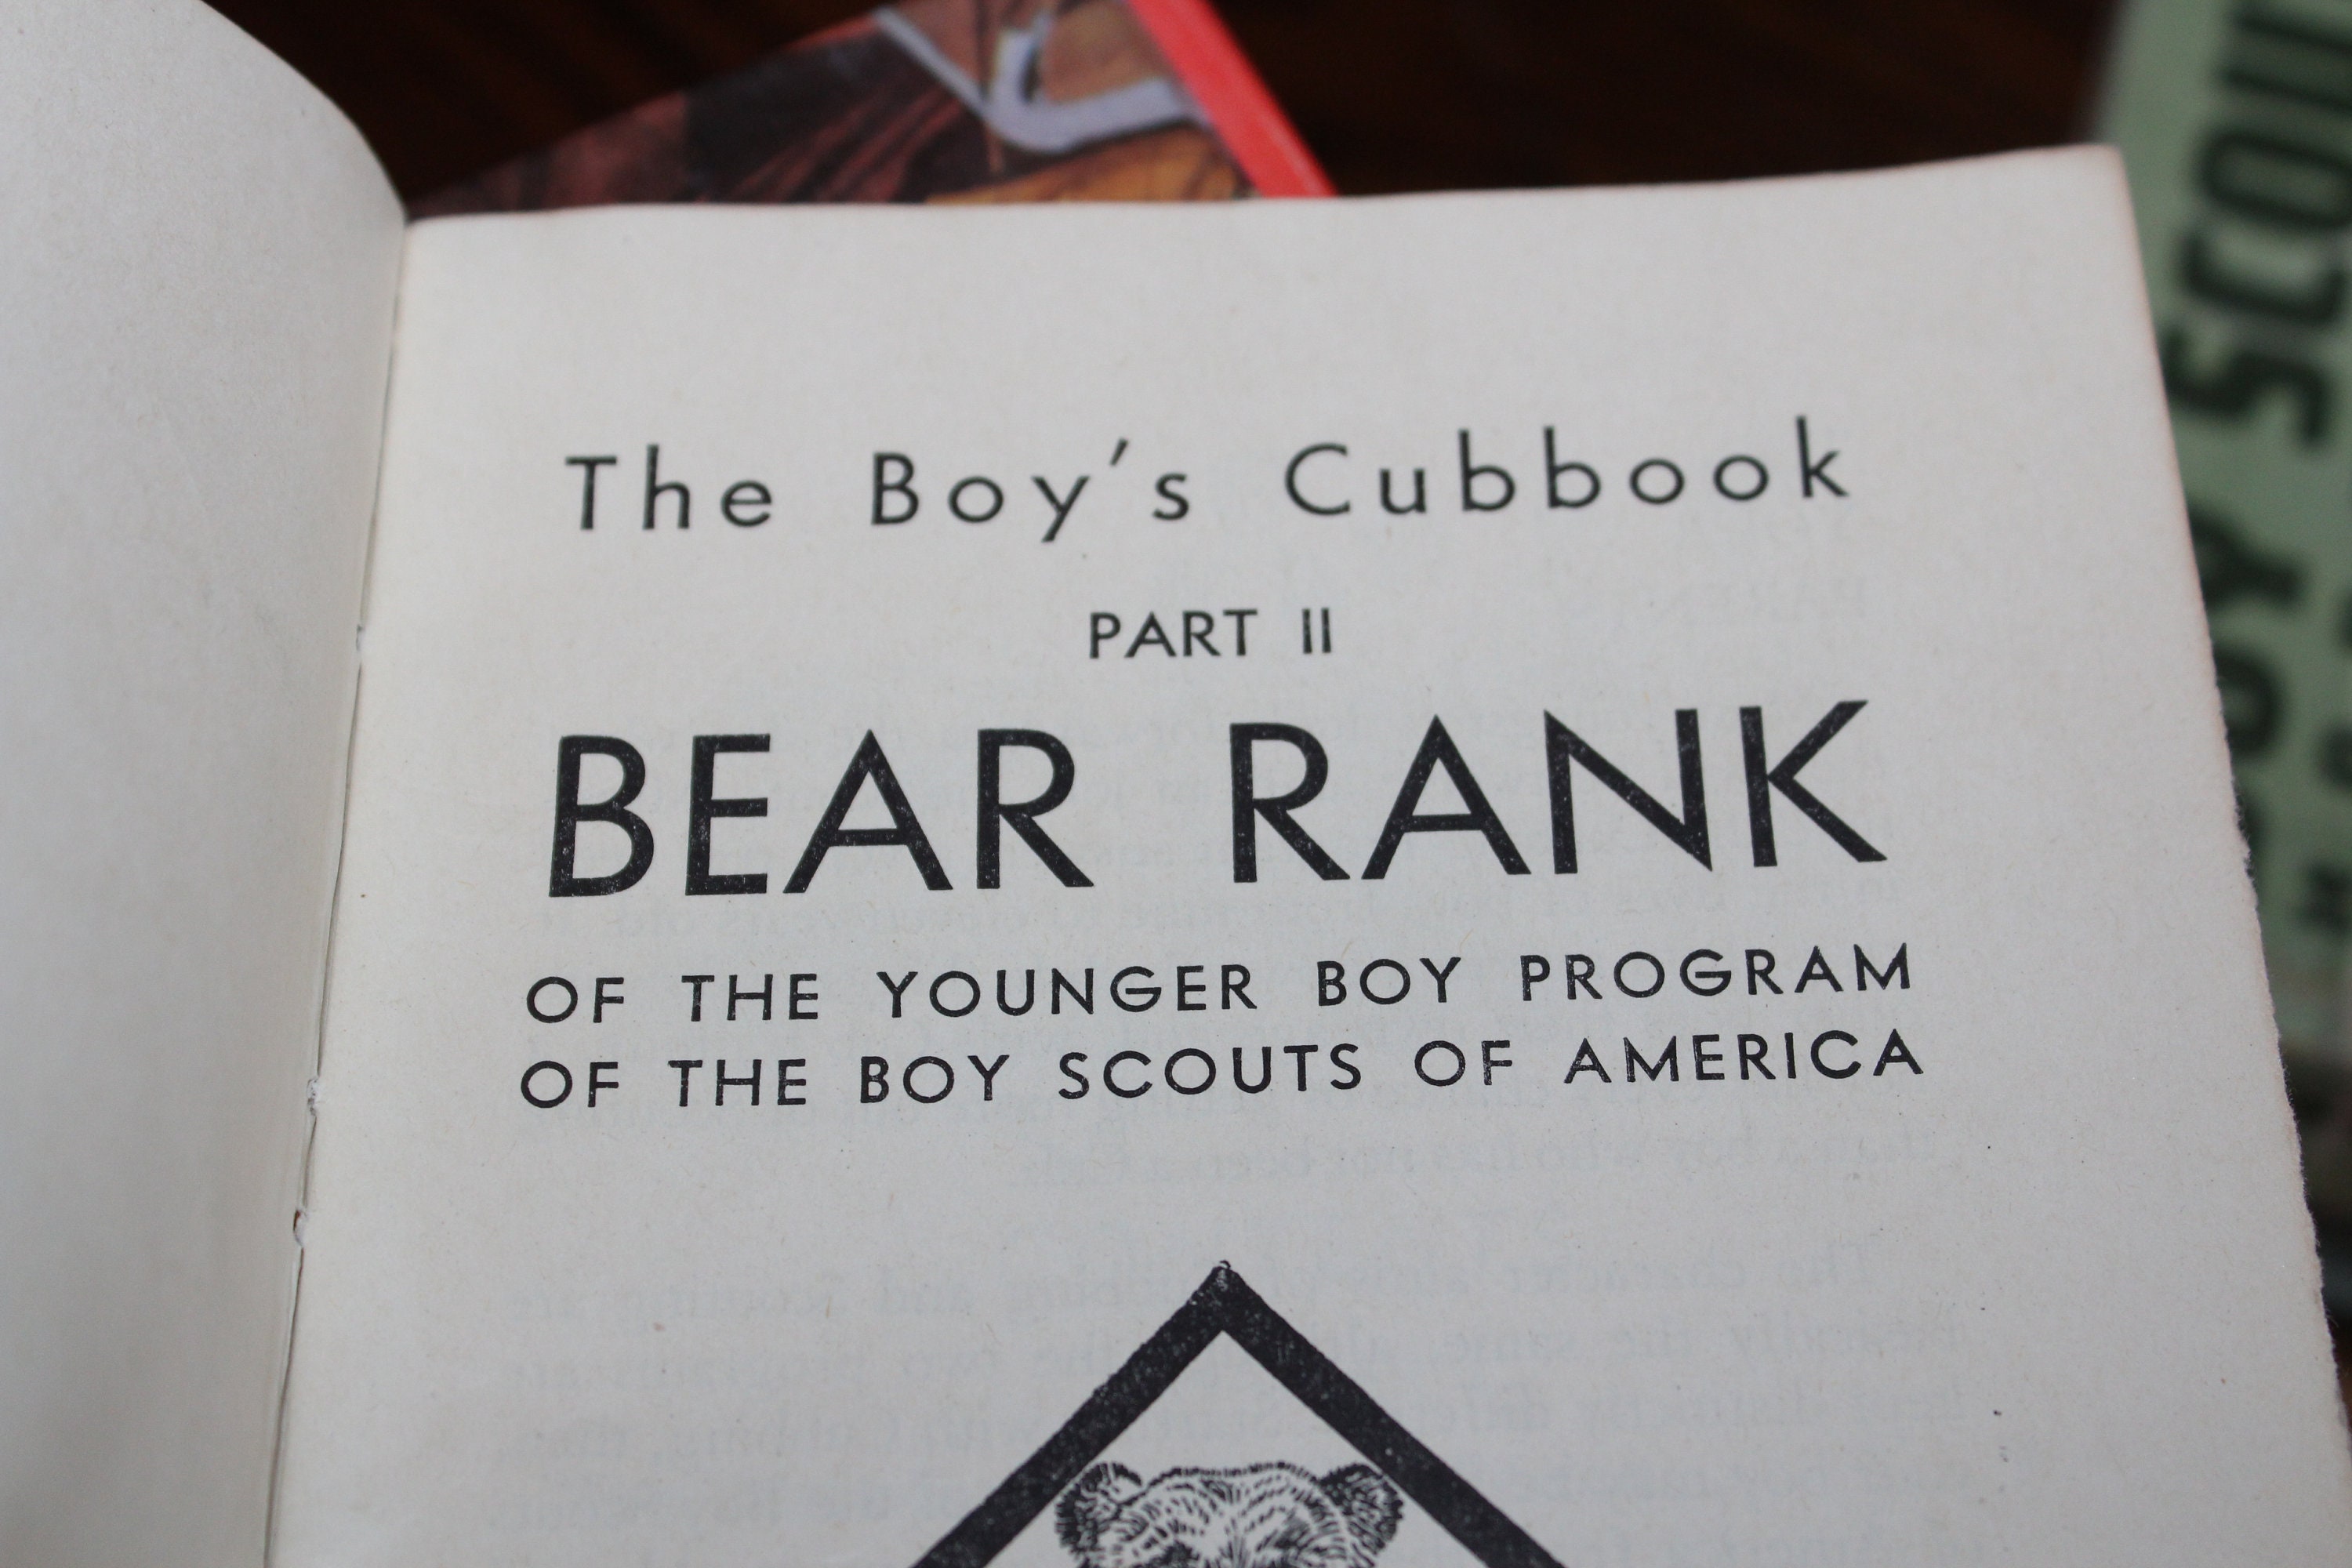 The Boy's Cubbook
PART II
BEAR RANK
OF THE YOUNGER BOY PROGRAM
OF THE BOY SCOUTS OF AMERICA